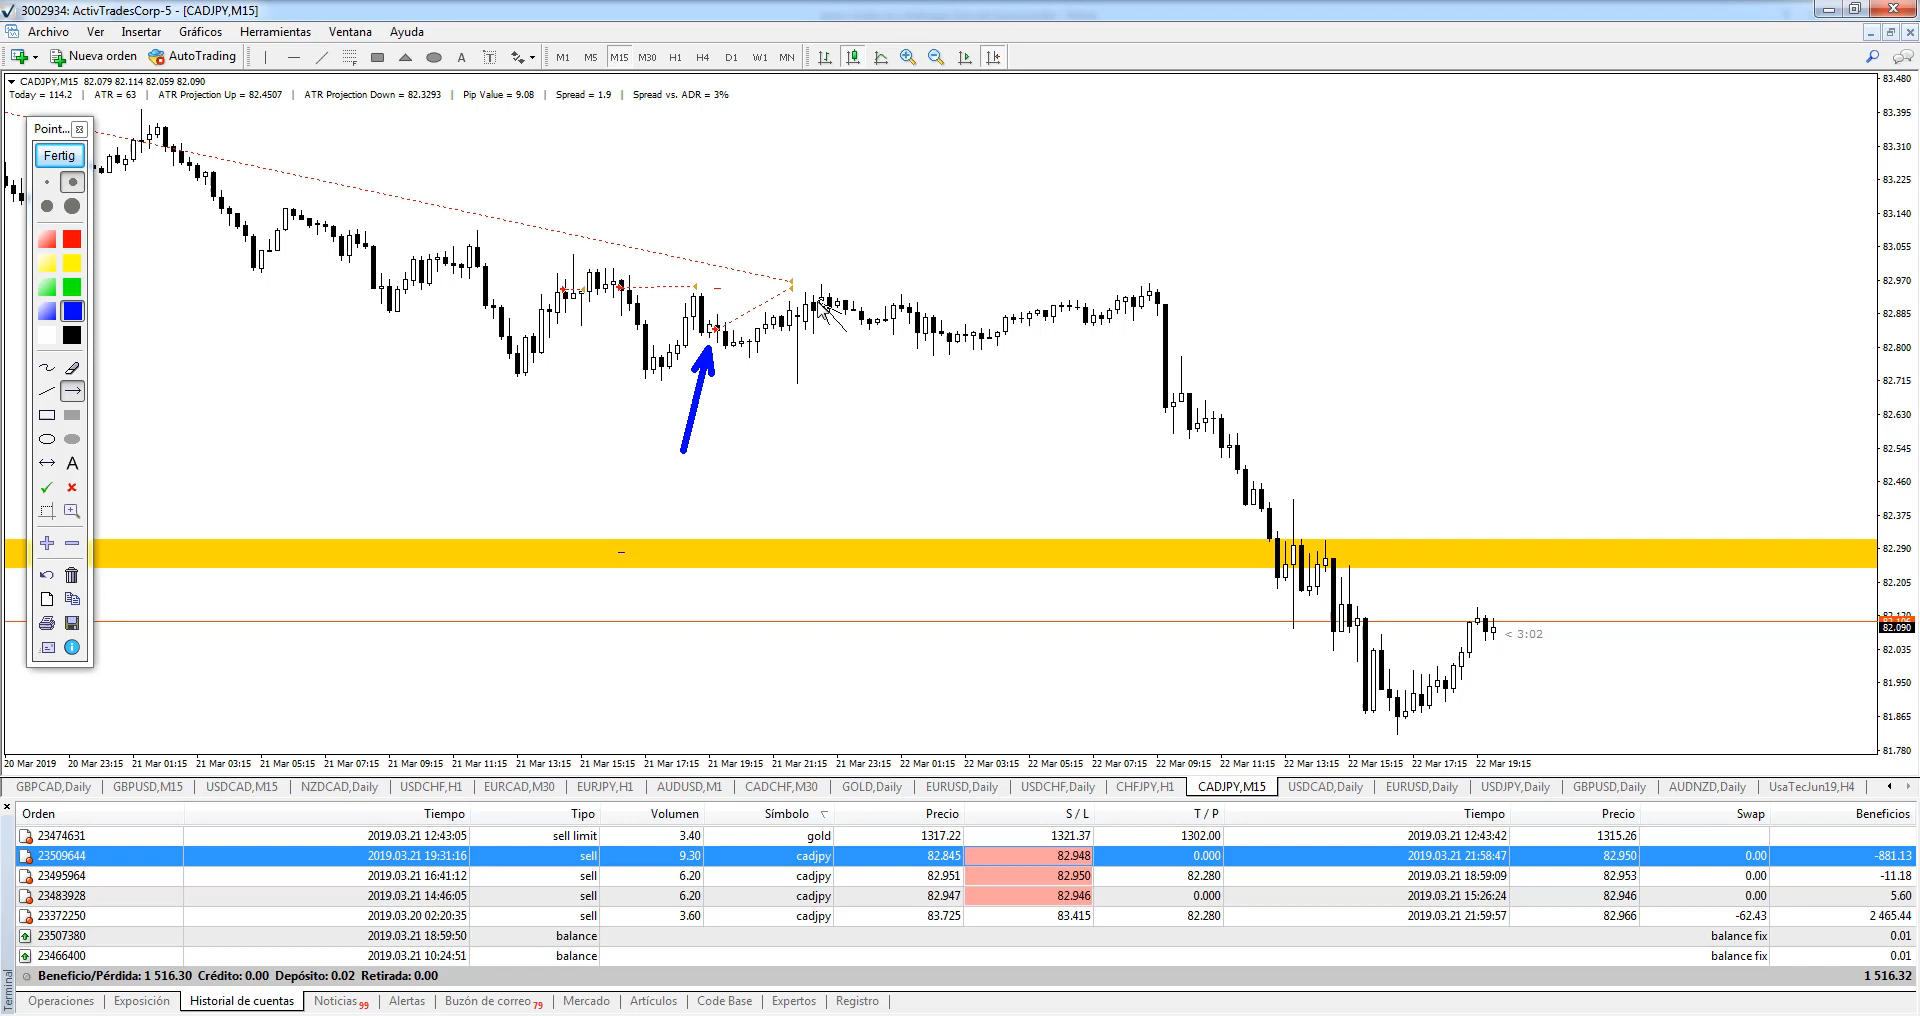 3002934: ActivTradesCorp-5 - [CADJPY,M15]
Archivo Ver Insertar Gráficos Herramientas Ventana Ayuda
Nueva orden AutoTrading A T M1 M5 M15 M30 H1 H4 D1 W1 MN
CADJPY,M15 82.079 82.114 82.059 82.090
Today = 114.2 | ATR = 63 | ATR Projection Up = 82.4507 | ATR Projection Down = 82.3293 | Pip Value = 9.08 | Spread = 1.9 | Spread vs. ADR = 3%
Point...
Fertig
A
83.480
83.395
83.310
83.225
83.140
83.055
82.970
82.885
82.800
82.715
82.630
82.545
82.460
82.375
82.290
82.205
82.090
82.035
81.950
81.865
81.780
< 3:02
20 Mar 2019 20 Mar 23:15 21 Mar 01:15 21 Mar 03:15 21 Mar 05:15 21 Mar 07:15 21 Mar 09:15 21 Mar 11:15 21 Mar 13:15 21 Mar 15:15 21 Mar 17:15 21 Mar 19:15 21 Mar 21:15 21 Mar 23:15 22 Mar 01:15 22 Mar 03:15 22 Mar 05:15 22 Mar 07:15 22 Mar 09:15 22 Mar 11:15 22 Mar 13:15 22 Mar 15:15 22 Mar 17:15 22 Mar 19:15
GBPCAD,Daily GBPUSD,M15 USDCAD,M15 NZDCAD,Daily USDCHF,H1 EURCAD,M30 EURJPY,H1 AUDUSD,M1 CADCHF,M30 GOLD,Daily EURUSD,Daily USDCHF,Daily CHFJPY,H1 CADJPY,M15 USDCAD,Daily EURUSD,Daily USDJPY,Daily GBPUSD,Daily AUDNZD,Daily UsaTecJun19,H4
Orden Tiempo Tipo Volumen Símbolo Precio S / L T / P Tiempo Precio Swap Beneficios
23474631 2019.03.21 12:43:05 sell limit 3.40 gold 1317.22 1321.37 1302.00 2019.03.21 12:43:42 1315.26
23509644 2019.03.21 19:31:16 sell 9.30 cadjpy 82.845 82.948 0.000 2019.03.21 21:58:47 82.950 0.00 -881.13
23495964 2019.03.21 16:41:12 sell 6.20 cadjpy 82.951 82.950 82.280 2019.03.21 18:59:09 82.953 0.00 -11.18
23483928 2019.03.21 14:46:05 sell 6.20 cadjpy 82.947 82.946 0.000 2019.03.21 15:26:24 82.946 0.00 5.60
23372250 2019.03.20 02:20:35 sell 3.60 cadjpy 83.725 83.415 82.280 2019.03.21 21:59:57 82.966 -62.43 2 465.44
23507380 2019.03.21 18:59:50 balance balance fix 0.01
23466400 2019.03.21 10:24:51 balance balance fix 0.01
Beneficio/Pérdida: 1 516.30 Crédito: 0.00 Depósito: 0.02 Retirada: 0.00 1 516.32
Terminal
Operaciones | Exposición | Historial de cuentas | Noticias 99 | Alertas | Buzón de correo 79 | Mercado | Artículos | Code Base | Expertos | Registro |